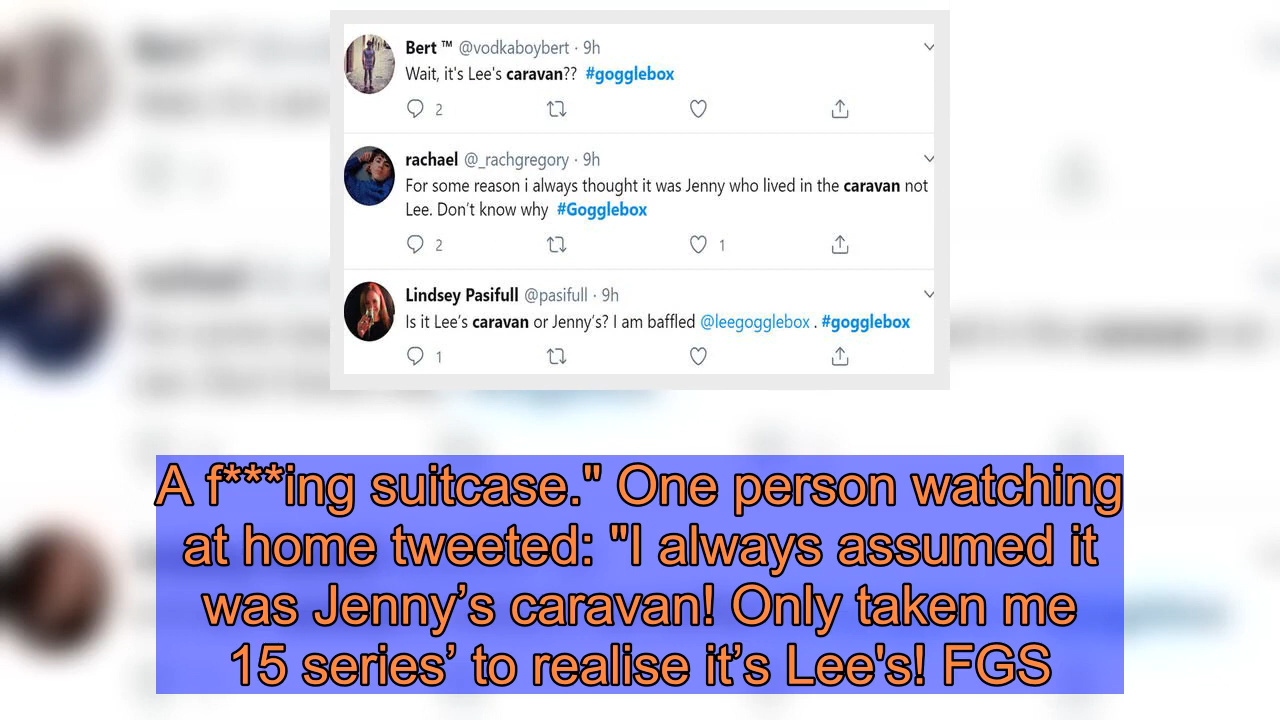 Bert ™ @vodkaboybert · 9h
Wait, it's Lee's caravan?? #gogglebox
2
rachael @_rachgregory · 9h
For some reason i always thought it was Jenny who lived in the caravan not
Lee. Don't know why #Gogglebox
2 1
Lindsey Pasifull @pasifull · 9h
Is it Lee's caravan or Jenny's? I am baffled @leegogglebox . #gogglebox
1
A f***ing suitcase." One person watching
at home tweeted: "I always assumed it
was Jenny’s caravan! Only taken me
15 series’ to realise it’s Lee's! FGS